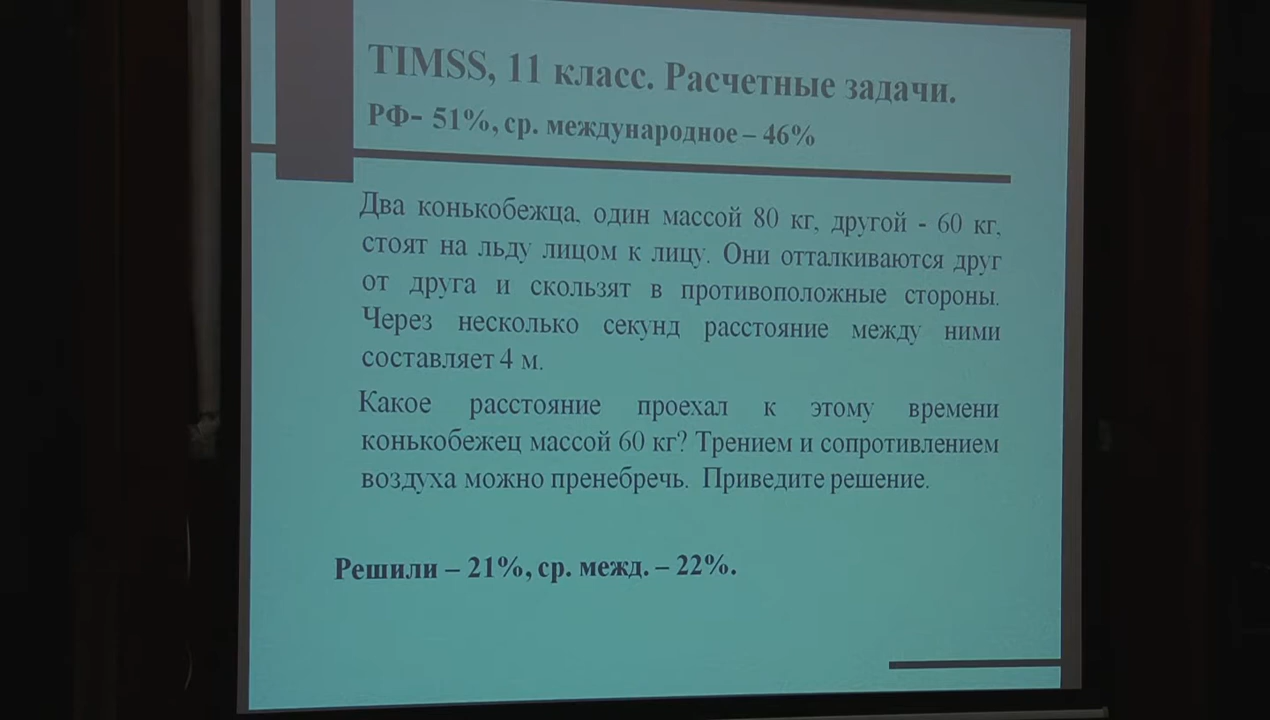 TIMSS, 11 класс. Расчетные задачи.
РФ- 51%, ср. международное – 46%
Два конькобежца, один массой 80 кг, другой - 60 кг,
стоят на льду лицом к лицу. Они отталкиваются друг
от друга и скользят в противоположные стороны.
Через несколько секунд расстояние между ними
составляет 4 м.
Какое расстояние проехал к этому времени
конькобежец массой 60 кг? Трением и сопротивлением
воздуха можно пренебречь. Приведите решение.
Решили – 21%, ср. межд. – 22%.